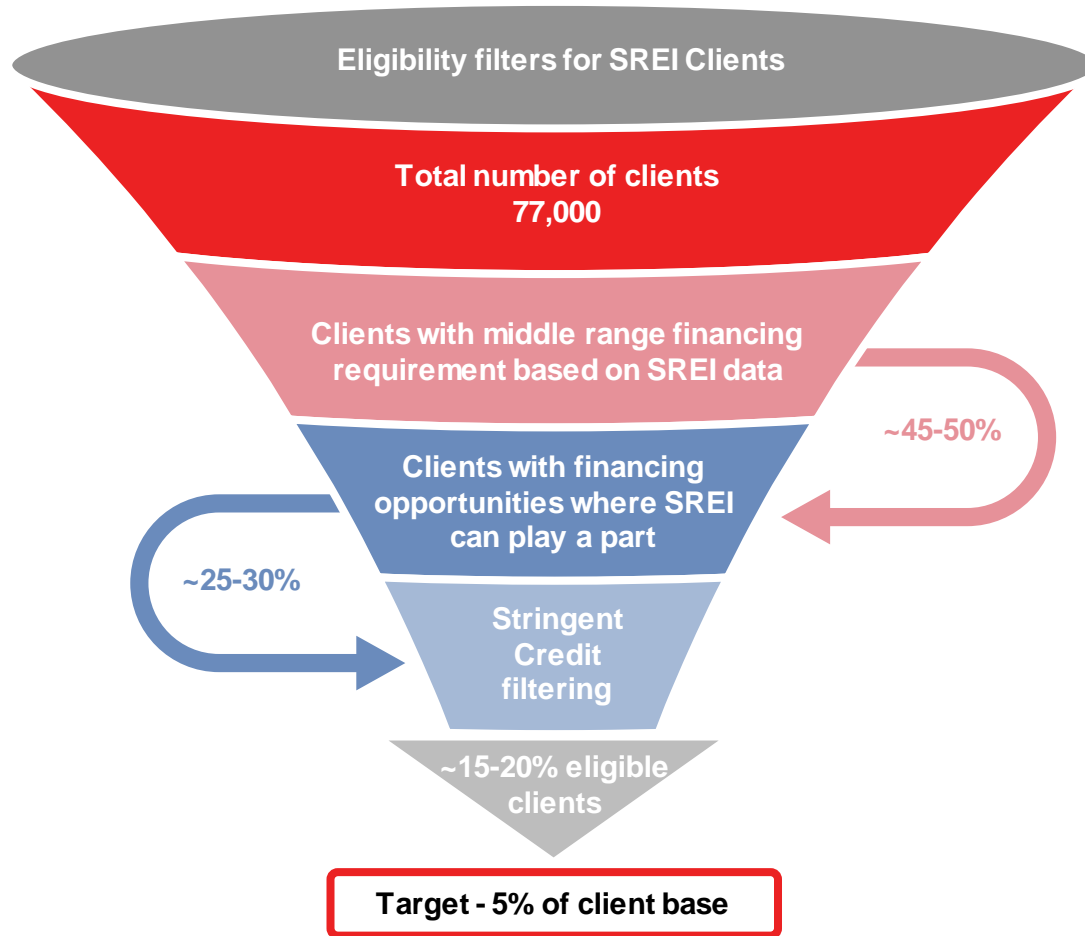 Eligibility filters for SREI Clients
Total number of clients
77,000
Clients with middle range financing
requirement based on SREI data
~45-50%
Clients with financing
opportunities where SREI
can play a part
~25-30%
Stringent
Credit
filtering
~15-20% eligible
clients
Target - 5% of client base